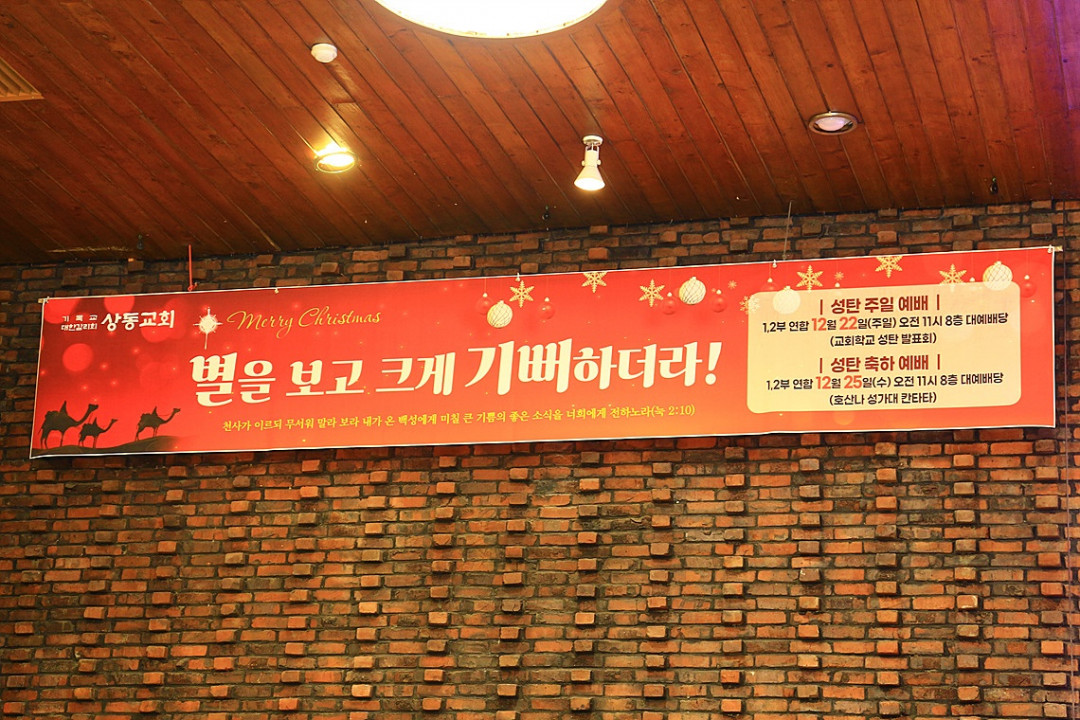 기독교
대한감리회 상동교회
Merry Christmas
별을 보고 크게 기뻐하더라!
천사가 이르되 무서워 말라 보라 내가 온 백성에게 미칠 큰 기쁨의 좋은 소식을 너희에게 전하노라(눅 2:10)
| 성탄 주일 예배 |
1,2부 연합 12월 22일(주일) 오전 11시 8층 대예배당
(교회학교 성탄 발표회)
| 성탄 축하 예배 |
1,2부 연합 12월 25일(수) 오전 11시 8층 대예배당
(호산나 성가대 칸타타)